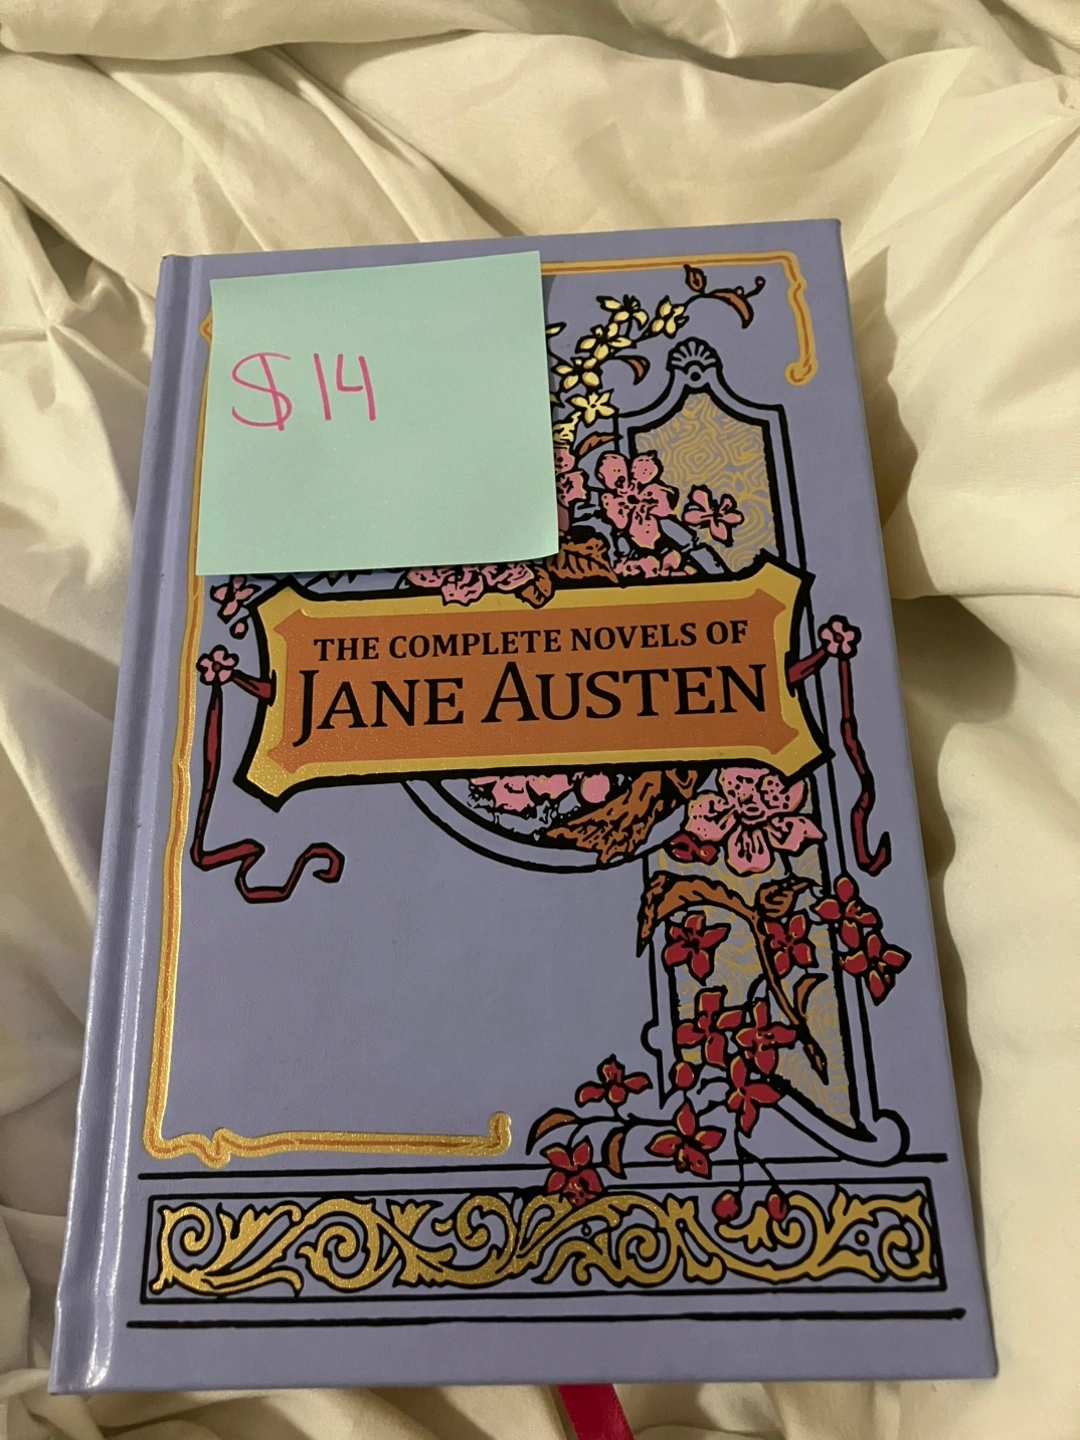 $14
THE COMPLETE NOVELS OF
JANE AUSTEN